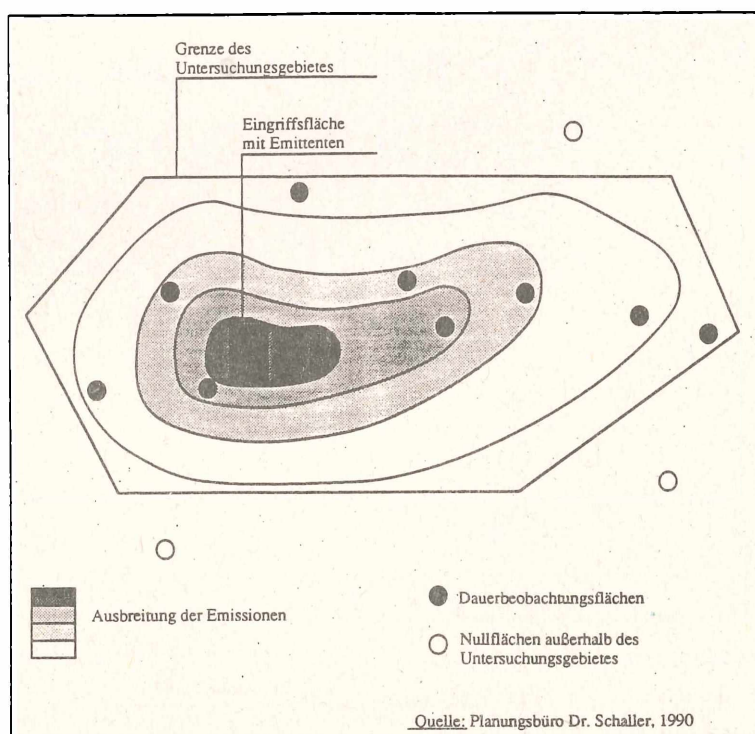 Grenze des
Untersuchungsgebietes
Eingriffsfläche
mit Emittenten
Ausbreitung der Emissionen
Dauerbeobachtungsflächen
Nullflächen außerhalb des
Untersuchungsgebietes
Quelle: Planungsbüro Dr. Schaller, 1990